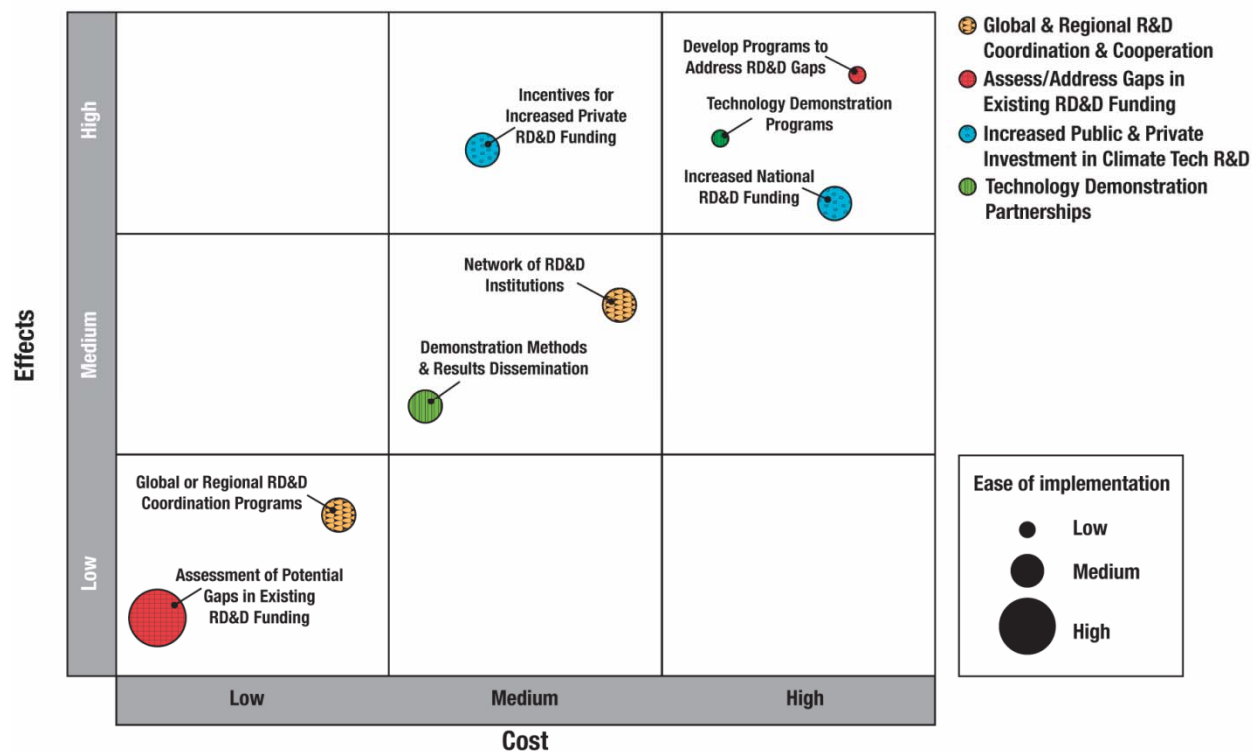 Global & Regional R&D
Coordination & Cooperation
Assess/Address Gaps in
Existing RD&D Funding
Increased Public & Private
Investment in Climate Tech R&D
Technology Demonstration
Partnerships
Effects
High
Medium
Low
Develop Programs to
Address RD&D Gaps
Incentives for
Increased Private
RD&D Funding
Technology Demonstration
Programs
Increased National
RD&D Funding
Network of RD&D
Institutions
Demonstration Methods
& Results Dissemination
Global or Regional RD&D
Coordination Programs
Assessment of Potential
Gaps in Existing
RD&D Funding
Ease of implementation
Low
Medium
High
Low
Medium
High
Cost